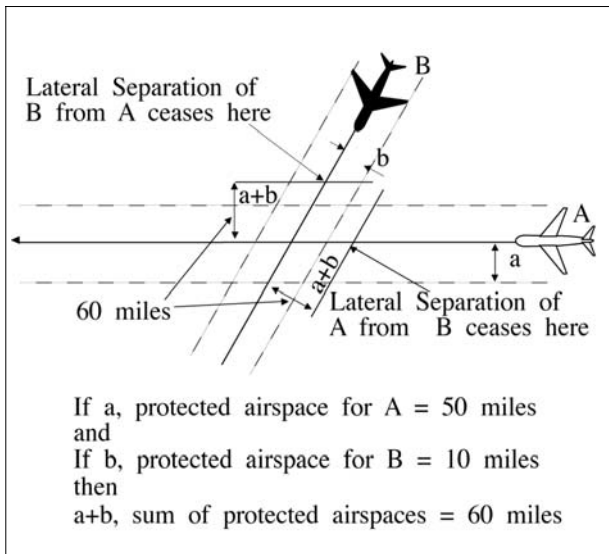 B
Lateral Separation of
B from A ceases here
b
a+b
A
a
a+b
60 miles
Lateral Separation of
A from B ceases here
If a, protected airspace for A = 50 miles
and
If b, protected airspace for B = 10 miles
then
a+b, sum of protected airspaces = 60 miles